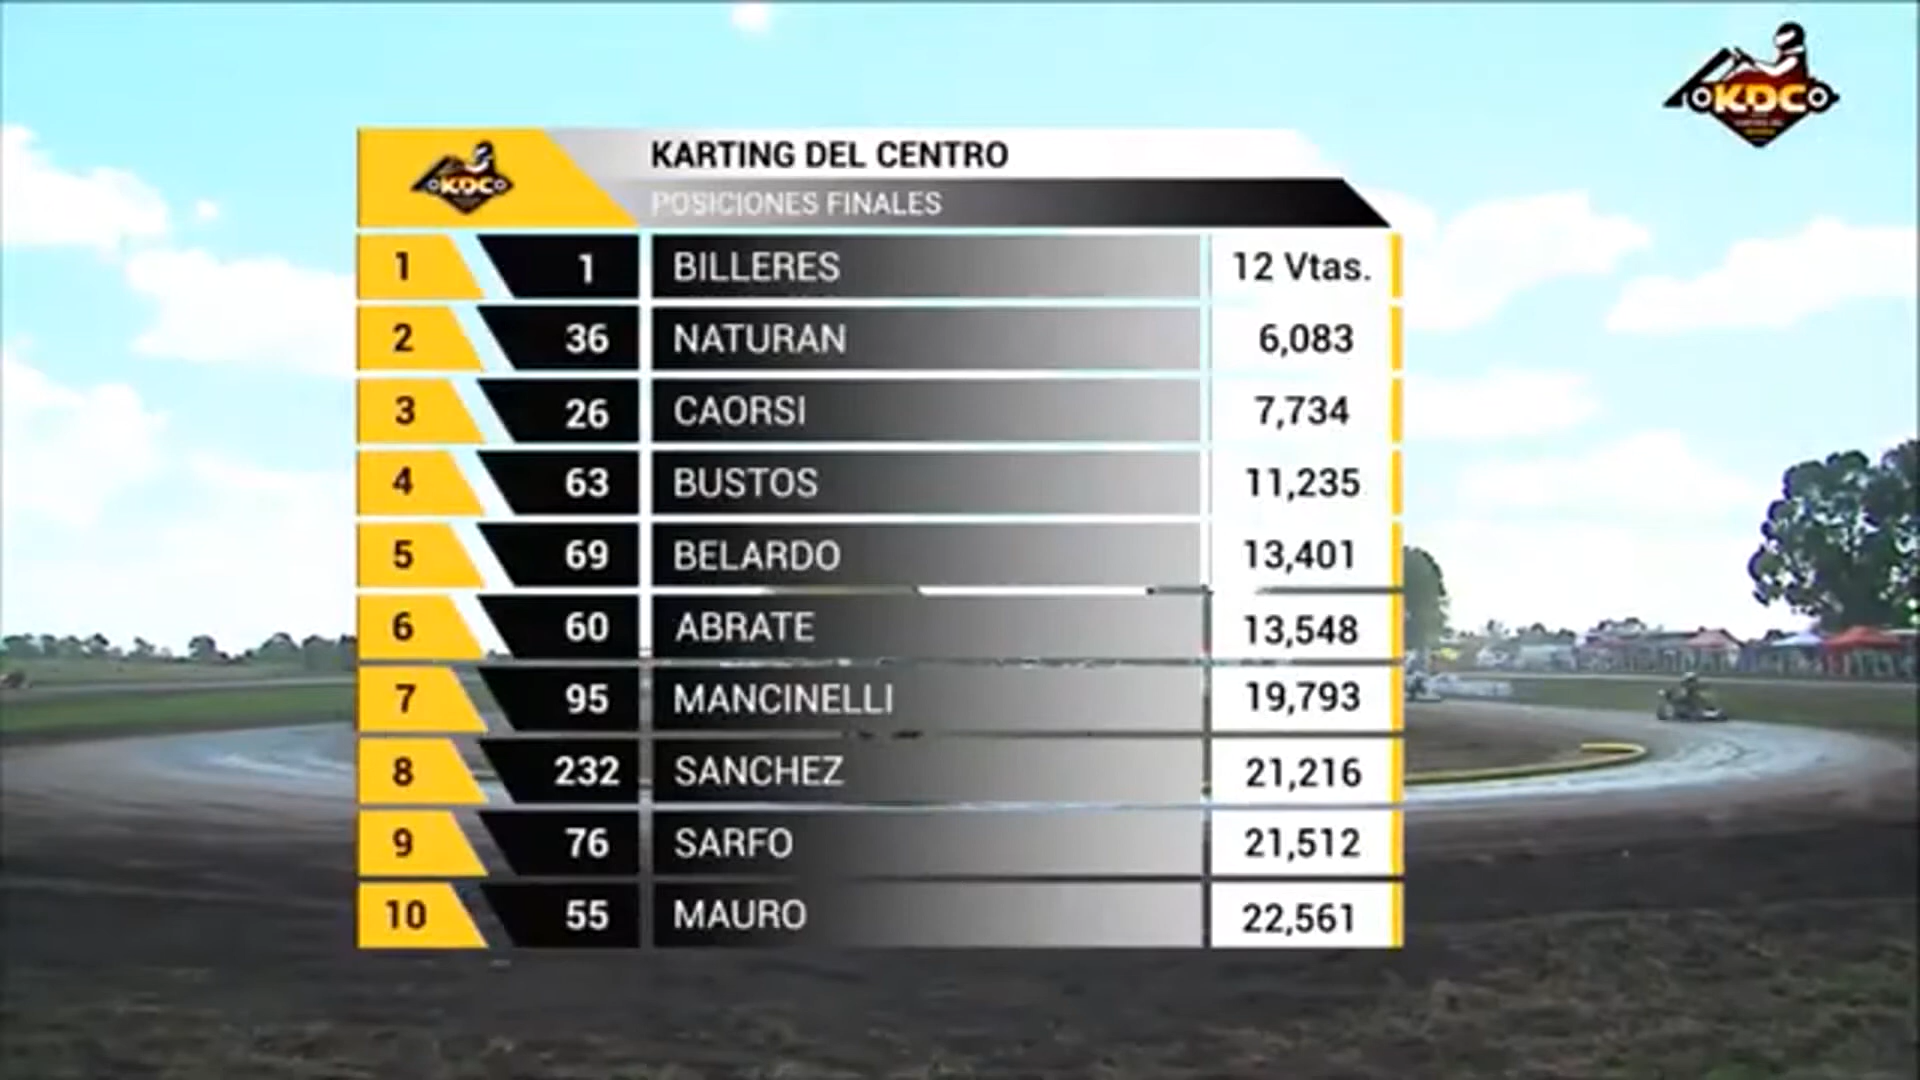 KDC
KARTING DEL CENTRO
KDC
POSICIONES FINALES
1 1 BILLERES 12 Vtas.
2 36 NATURAN 6,083
3 26 CAORSI 7,734
4 63 BUSTOS 11,235
5 69 BELARDO 13,401
6 60 ABRATE 13,548
7 95 MANCINELLI 19,793
8 232 SANCHEZ 21,216
9 76 SARFO 21,512
10 55 MAURO 22,561